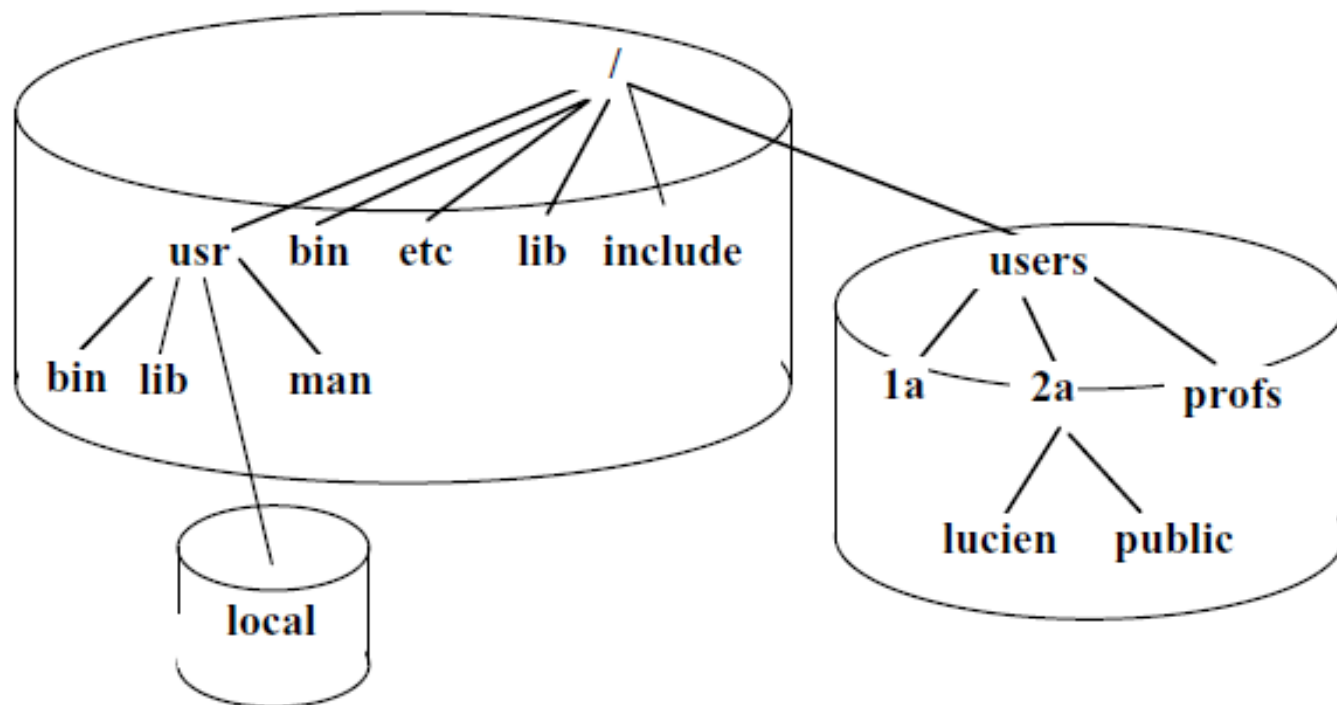 /
usr bin etc lib include
users
bin lib man
1a 2a profs
lucien public
local